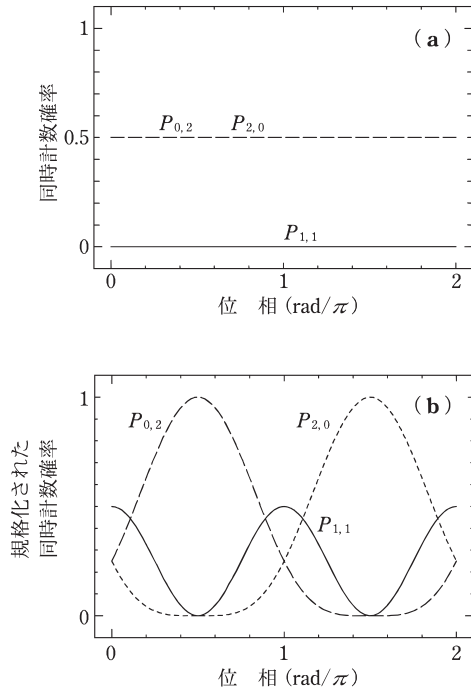 (a)
1
0.5
0
同時計数確率
P0,2 P2,0
P1,1
0 1 2
位 相 (rad/π)
(b)
1
0
規格化された
同時計数確率
P0,2 P2,0
P1,1
0 1 2
位 相 (rad/π)